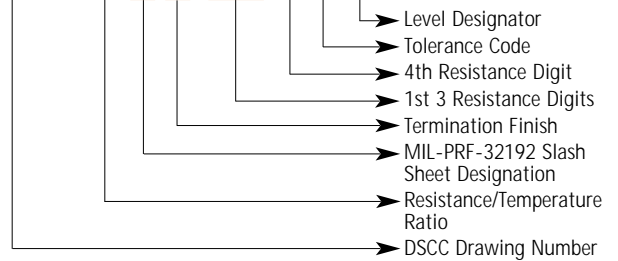 Level Designator
Tolerance Code
4th Resistance Digit
1st 3 Resistance Digits
Termination Finish
MIL-PRF-32192 Slash
Sheet Designation
Resistance/Temperature
Ratio
DSCC Drawing Number